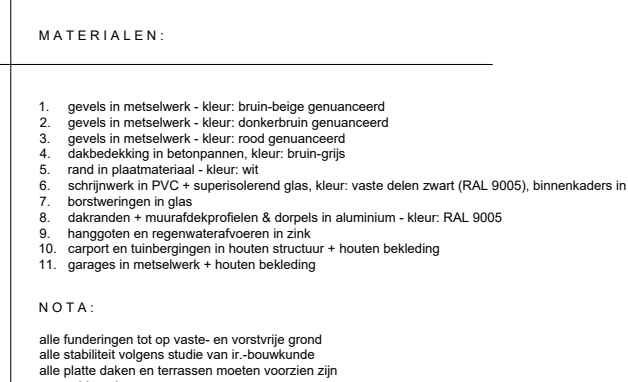 MATERIALEN:
1. gevels in metselwerk - kleur: bruin-beige genuanceerd
2. gevels in metselwerk - kleur: donkerbruin genuanceerd
3. gevels in metselwerk - kleur: rood genuanceerd
4. dakbedekking in betonpannen, kleur: bruin-grijs
5. rand in plaatmateriaal - kleur: wit
6. schrijnwerk in PVC + superisolerend glas, kleur: vaste delen zwart (RAL 9005), binnenkaders in
7. borstweringen in glas
8. dakranden + muurafdekprofielen & dorpels in aluminium - kleur: RAL 9005
9. hanggoten en regenwaterafvoeren in zink
10. carport en tuinbergingen in houten structuur + houten bekleding
11. garages in metselwerk + houten bekleding
NOTA:
alle funderingen tot op vaste- en vorstvrije grond
alle stabiliteit volgens studie van ir.-bouwkunde
alle platte daken en terrassen moeten voorzien zijn